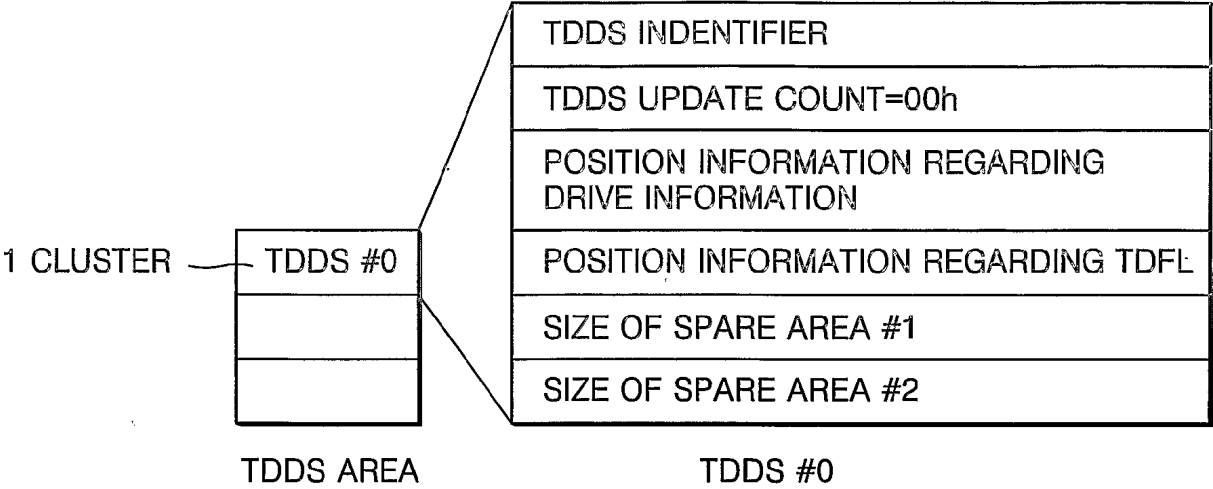 TDDS INDENTIFIER
TDDS UPDATE COUNT=00h
POSITION INFORMATION REGARDING
DRIVE INFORMATION
1 CLUSTER
TDDS #0
POSITION INFORMATION REGARDING TDFL
SIZE OF SPARE AREA #1
SIZE OF SPARE AREA #2
TDDS AREA
TDDS #0